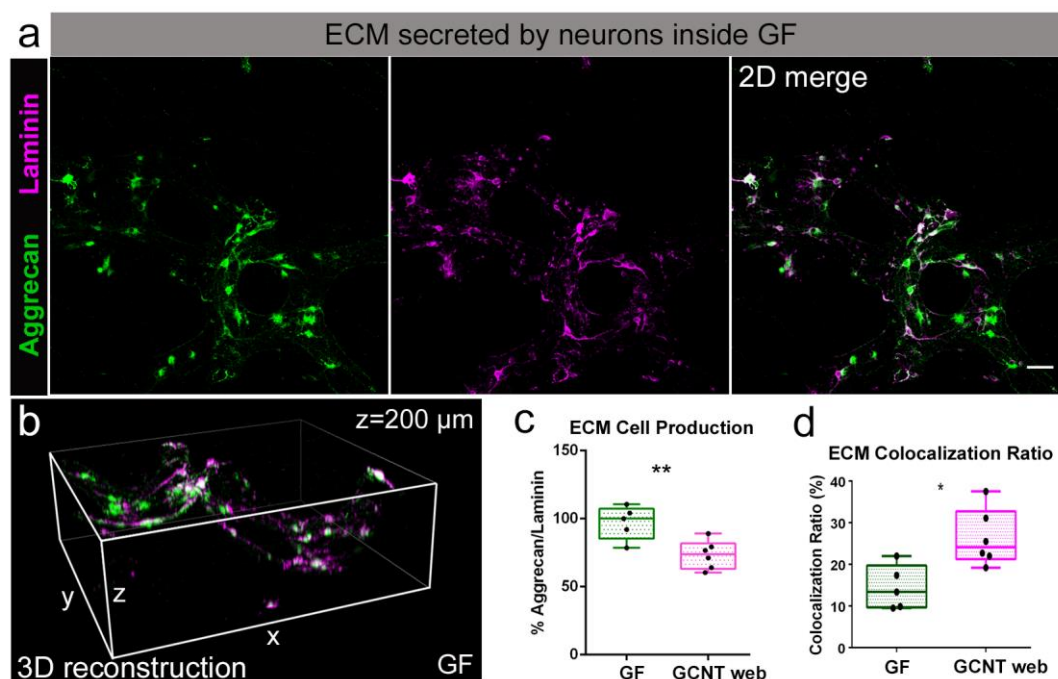 a
ECM secreted by neurons inside GF
Aggrecan Laminin
2D merge
b
z=200 µm
y
z
x
3D reconstruction
GF
c
ECM Cell Production
**
150
100
50
0
% Aggrecan/Laminin
GF
GCNT web
d
ECM Colocalization Ratio
*
40
30
20
10
0
Colocalization Ratio (%)
GF
GCNT web